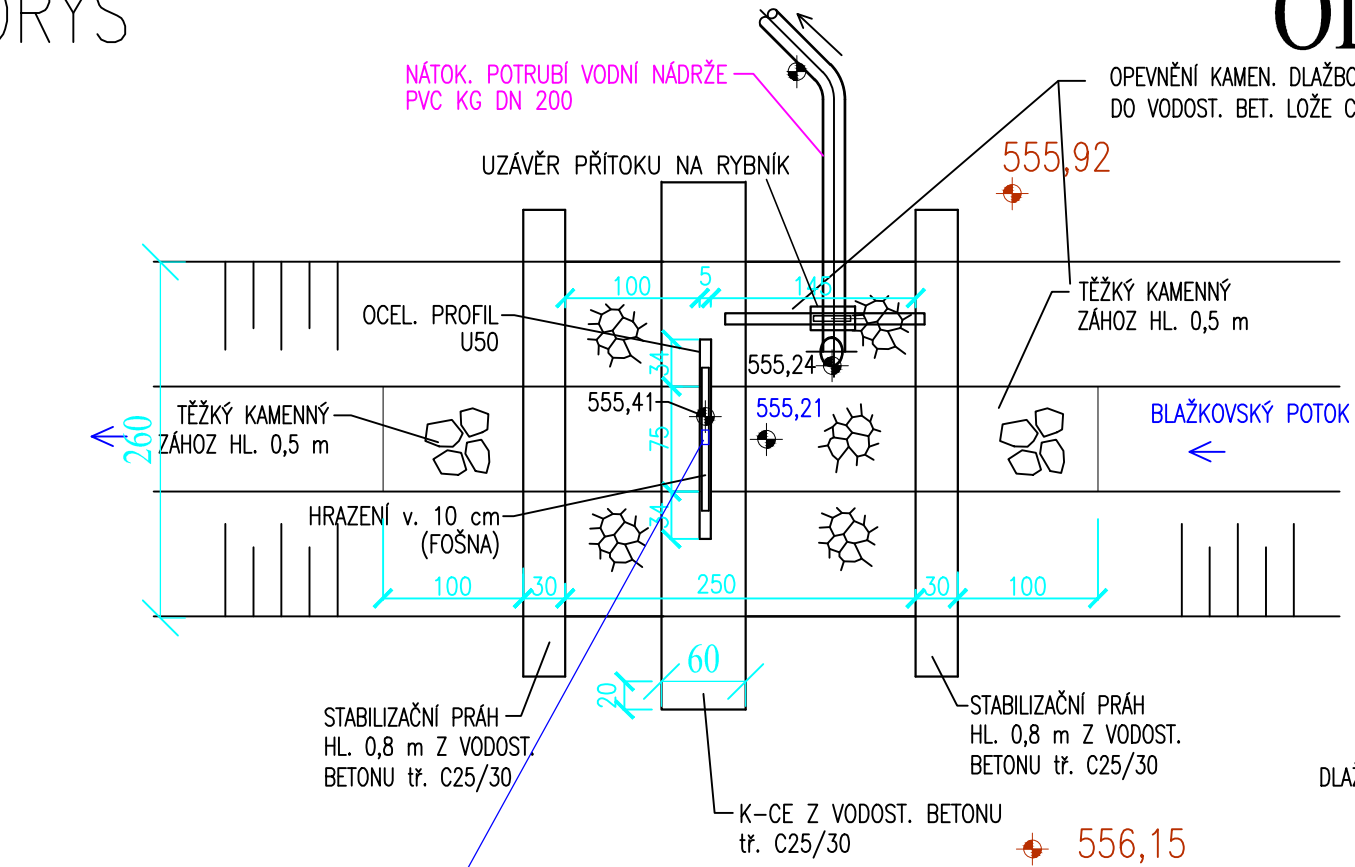 NÁTOK. POTRUBÍ VODNÍ NÁDRŽE
PVC KG DN 200
OPEVNĚNÍ KAMEN. DLAŽBO
DO VODOST. BET. LOŽE C
UZÁVĚR PŘÍTOKU NA RYBNÍK
555,92
100
5
145
TĚŽKÝ KAMENNÝ
ZÁHOZ HL. 0,5 m
OCEL. PROFIL
U50
34
555,24
555,41
555,21
TĚŽKÝ KAMENNÝ
ZÁHOZ HL. 0,5 m
260
75
BLAŽKOVSKÝ POTOK
HRAZENÍ v. 10 cm
(FOŠNA)
34
100
30
250
30
100
60
20
STABILIZAČNÍ PRÁH
HL. 0,8 m Z VODOST.
BETONU tř. C25/30
STABILIZAČNÍ PRÁH
HL. 0,8 m Z VODOST.
BETONU tř. C25/30
K-CE Z VODOST. BETONU
tř. C25/30
556,15